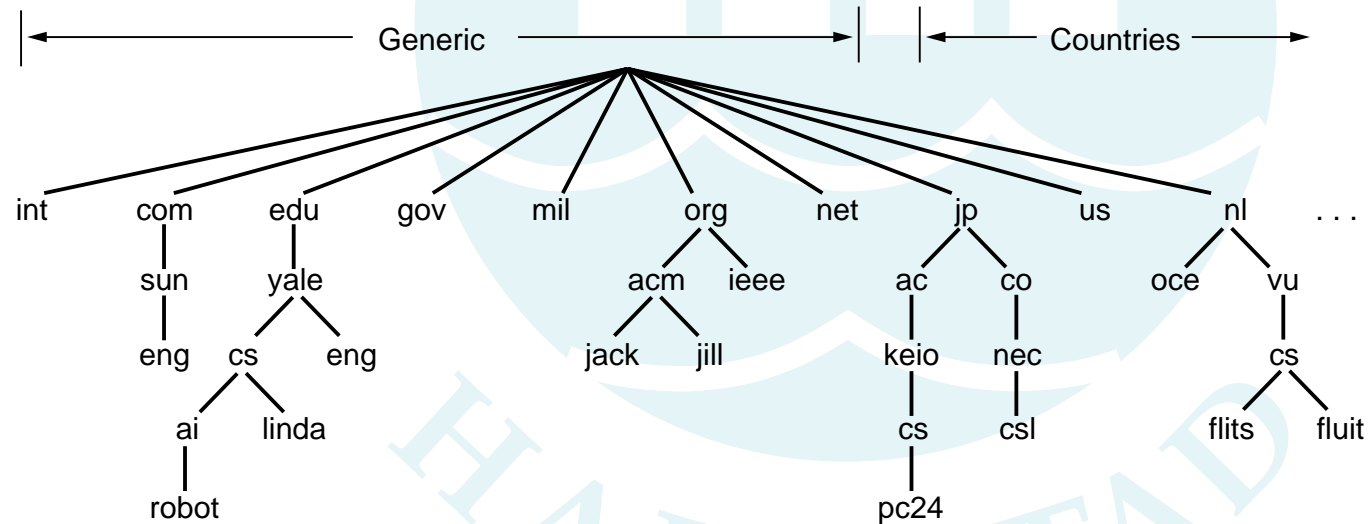 Generic Countries
int com edu gov mil org net jp us nl . . .
sun yale acm ieee ac co oce vu
eng cs eng jack jill keio nec cs
ai linda cs csl flits fluit
robot pc24